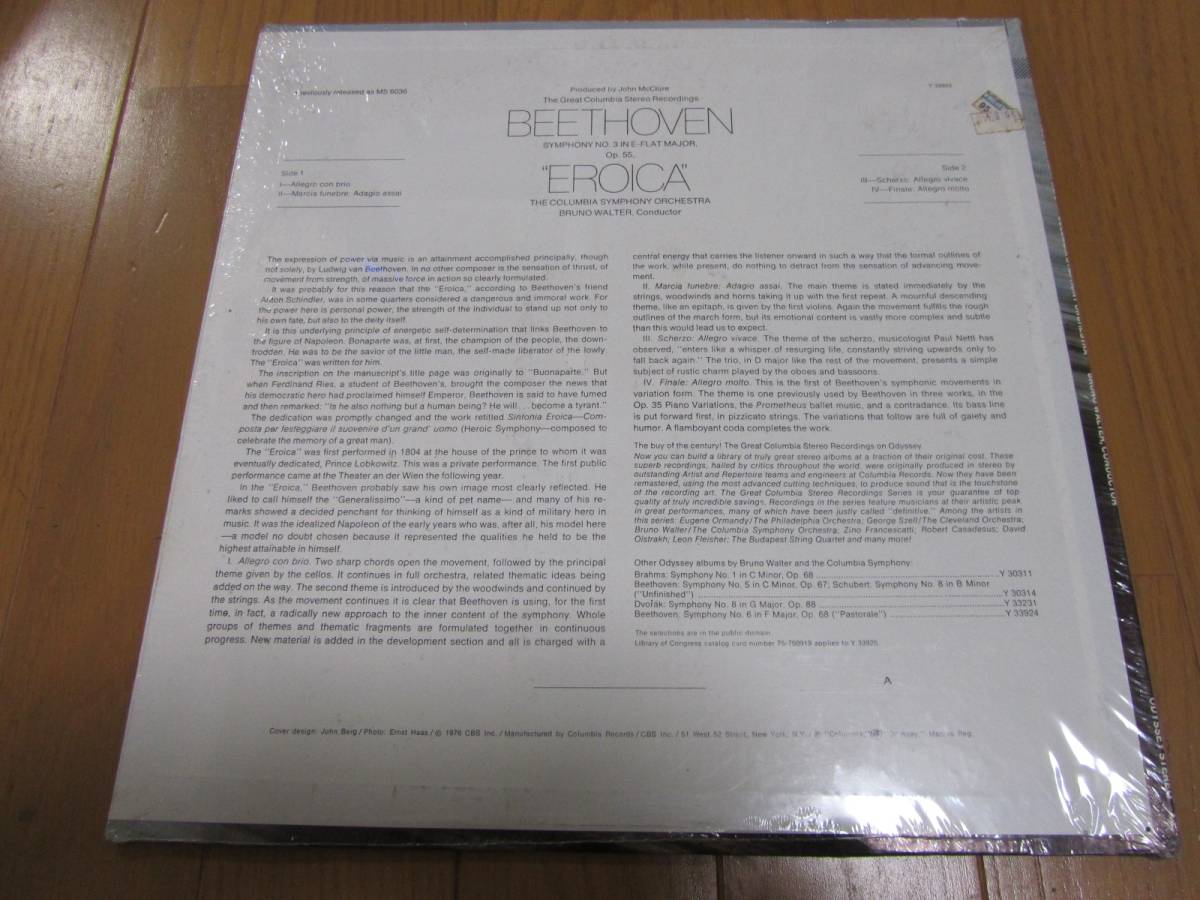 Previously released as MS 6036
Produced by John McClure
The Great Columbia Stereo Recordings
BEETHOVEN
SYMPHONY NO. 3 IN E-FLAT MAJOR,
Op. 55,
"EROICA"
THE COLUMBIA SYMPHONY ORCHESTRA
BRUNO WALTER, Conductor
Side 1
I—Allegro con brio
II—Marcia funebre: Adagio assai
Side 2
III—Scherzo: Allegro vivace
IV—Finale: Allegro molto
The expression of power via music is an attainment accomplished principally, though
not solely, by Ludwig van Beethoven. In no other composer is the sensation of thrust, of
movement from strength, of massive force in action so clearly formulated.
It was probably for this reason that the "Eroica," according to Beethoven's friend
Anton Schindler, was in some quarters considered a dangerous and immoral work. For
the power here is personal power, the strength of the individual to stand up not only to
his own fate, but also to the deity itself.
It is this underlying principle of energetic self-determination that links Beethoven to
the figure of Napoleon. Bonaparte was, at first, the champion of the people, the down-
trodden. He was to be the savior of the little man, the self-made liberator of the lowly.
The "Eroica" was written for him.
The inscription on the manuscript's title page was originally to "Buonaparte." But
when Ferdinand Ries, a student of Beethoven's, brought the composer the news that
his democratic hero had proclaimed himself Emperor, Beethoven is said to have fumed
and then remarked: "Is he also nothing but a human being? He will . . . become a tyrant."
The dedication was promptly changed and the work retitled Sinfonia Eroica—Com-
posta per festeggiare il souvenire d'un grand' uomo (Heroic Symphony—composed to
celebrate the memory of a great man).
The "Eroica" was first performed in 1804 at the house of the prince to whom it was
eventually dedicated, Prince Lobkowitz. This was a private performance. The first public
performance came at the Theater an der Wien the following year.
In the "Eroica," Beethoven probably saw his own image most clearly reflected. He
liked to call himself the "Generalissimo"—a kind of pet name— and many of his re-
marks showed a decided penchant for thinking of himself as a kind of military hero in
music. It was the idealized Napoleon of the early years who was, after all, his model here
—a model no doubt chosen because it represented the qualities he held to be the
highest attainable in himself.
I. Allegro con brio. Two sharp chords open the movement, followed by the principal
theme given by the cellos. It continues in full orchestra, related thematic ideas being
added on the way. The second theme is introduced by the woodwinds and continued by
the strings. As the movement continues it is clear that Beethoven is using, for the first
time, in fact, a radically new approach to the inner content of the symphony. Whole
groups of themes and thematic fragments are formulated together in continuous
progress. New material is added in the development section and all is charged with a
central energy that carries the listener onward in such a way that the formal outlines of
the work, while present, do nothing to detract from the sensation of advancing move-
ment.
II. Marcia funebre: Adagio assai. The main theme is stated immediately by the
strings, woodwinds and horns taking it up with the first repeat. A mournful descending
theme, like an epitaph, is given by the first violins. Again the movement fulfills the rough
outlines of the march form, but its emotional content is vastly more complex and subtle
than this would lead us to expect.
III. Scherzo: Allegro vivace. The theme of the scherzo, musicologist Paul Nettl has
observed, "enters like a whisper of resurging life, constantly striving upwards only to
fall back again." The trio, in D major like the rest of the movement, presents a simple
subject of rustic charm played by the oboes and bassoons.
IV. Finale: Allegro molto. This is the first of Beethoven's symphonic movements in
variation form. The theme is one previously used by Beethoven in three works, in the
Op. 35 Piano Variations, the Prometheus ballet music, and a contradance. Its bass line
is put forward first, in pizzicato strings. The variations that follow are full of gaiety and
humor. A flamboyant coda completes the work.
The buy of the century! The Great Columbia Stereo Recordings on Odyssey.
Now you can build a library of truly great stereo albums at a fraction of their original cost. These
superb recordings, hailed by critics throughout the world, were originally produced in stereo by
outstanding Artist and Repertoire teams and engineers at Columbia Records. Now they have been
remastered, using the most advanced cutting techniques, to produce sound that is the touchstone
of the recording art. The Great Columbia Stereo Recordings Series is your guarantee of top
quality at truly incredible savings. Recordings in the series feature musicians at their artistic peak
in great performances, many of which have been justly called "definitive." Among the artists in
this series: Eugene Ormandy/The Philadelphia Orchestra; George Szell/The Cleveland Orchestra;
Bruno Walter/The Columbia Symphony Orchestra; Zino Francescatti; Robert Casadesus; David
Oistrakh; Leon Fleisher; The Budapest String Quartet and many more!
Other Odyssey albums by Bruno Walter and the Columbia Symphony:
Brahms: Symphony No. 1 in C Minor, Op. 68 ... Y 30311
Beethoven: Symphony No. 5 in C Minor, Op. 67; Schubert: Symphony No. 8 in B Minor
("Unfinished") ... Y 30314
Dvořák: Symphony No. 8 in G Major, Op. 88 ... Y 33231
Beethoven: Symphony No. 6 in F Major, Op. 68 ("Pastorale") ... Y 33924
The selections are in the public domain.
Library of Congress catalog card number 75-750919 applies to Y 33925.
A
Cover design: John Berg / Photo: Ernst Haas / © 1976 CBS Inc. / Manufactured by Columbia Records / CBS Inc. / 51 West 52 Street, New York, N.Y. / Marcas Reg.